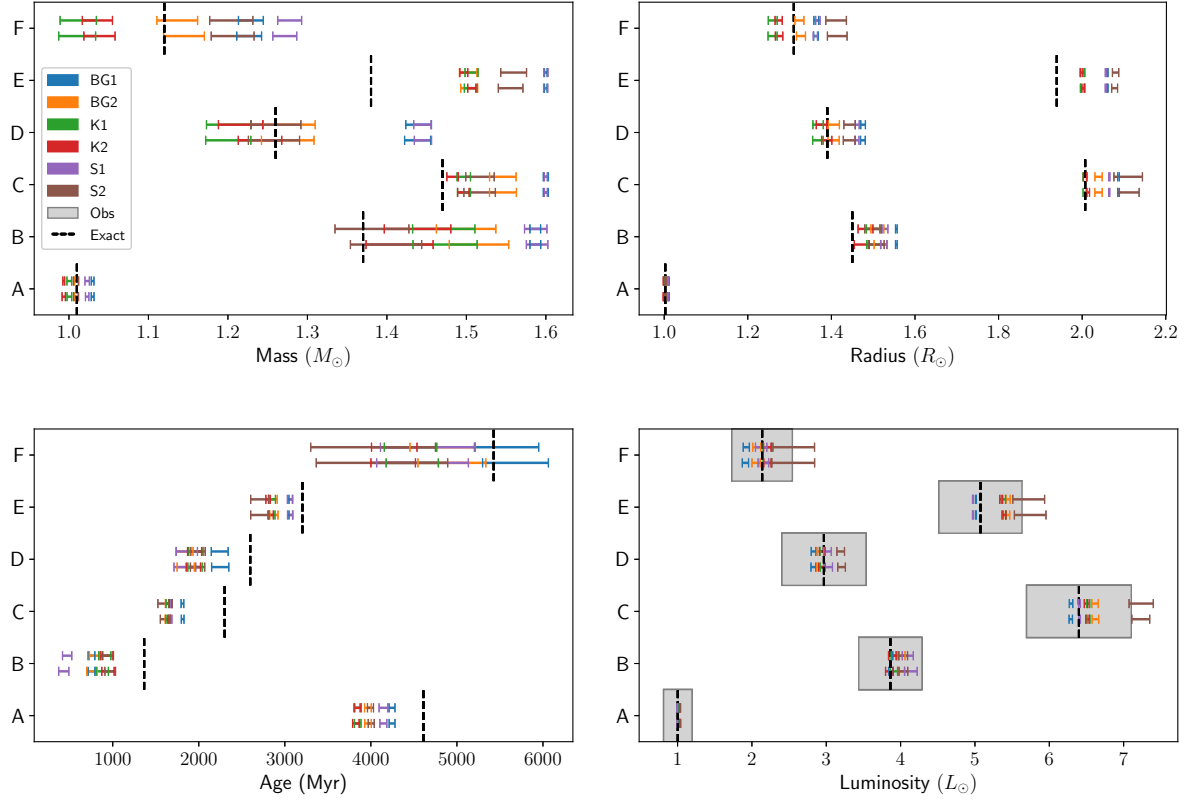 F
E
D
C
B
A
BG1
BG2
K1
K2
S1
S2
Obs
Exact
1.0 1.1 1.2 1.3 1.4 1.5 1.6
Mass (M⊙)
F
E
D
C
B
A
1.0 1.2 1.4 1.6 1.8 2.0 2.2
Radius (R⊙)
F
E
D
C
B
A
1000 2000 3000 4000 5000 6000
Age (Myr)
F
E
D
C
B
A
1 2 3 4 5 6 7
Luminosity (L⊙)